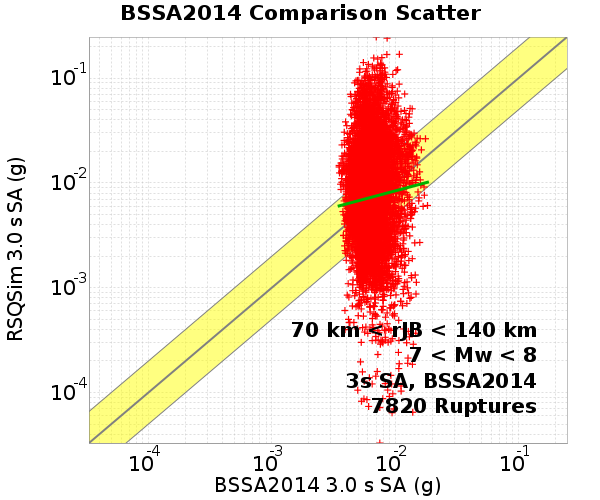 BSSA2014 Comparison Scatter
RSQSim 3.0 s SA (g)
10-1
10-2
10-3
10-4
70 km < rJB < 140 km
7 < Mw < 8
3s SA, BSSA2014
7820 Ruptures
10-4 10-3 10-2 10-1
BSSA2014 3.0 s SA (g)